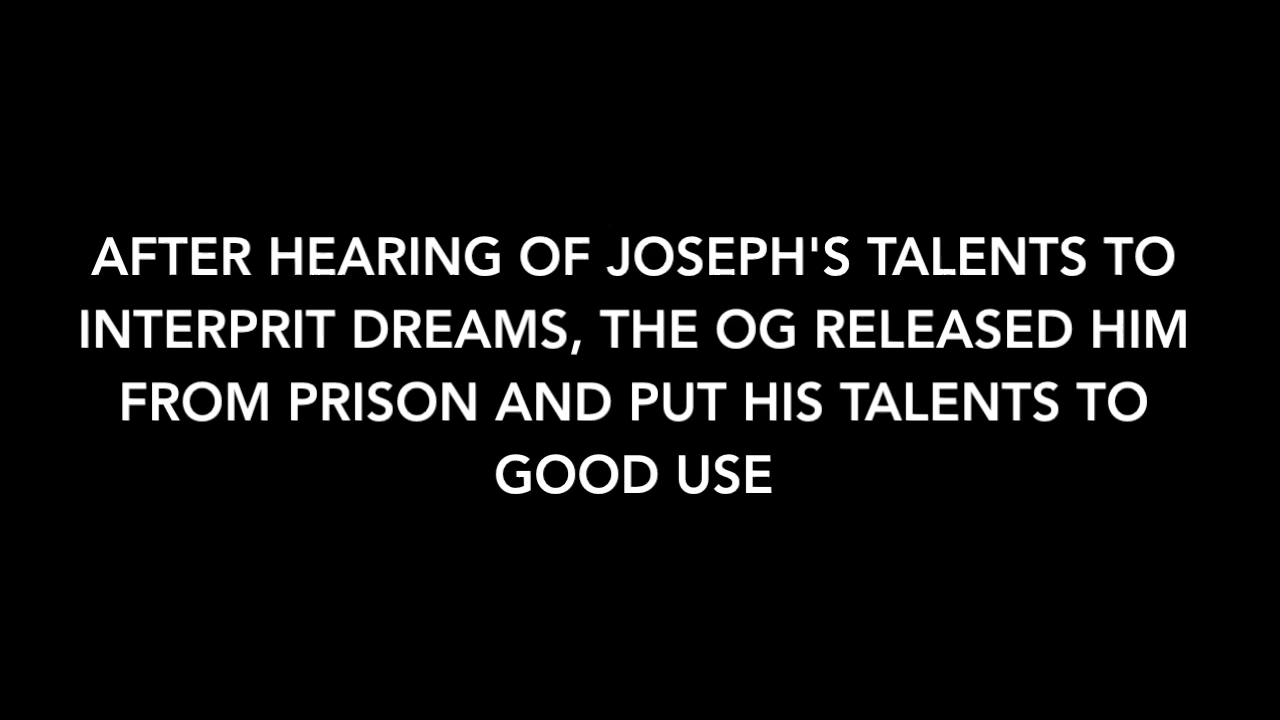 AFTER HEARING OF JOSEPH'S TALENTS TO
INTERPRIT DREAMS, THE OG RELEASED HIM
FROM PRISON AND PUT HIS TALENTS TO
GOOD USE